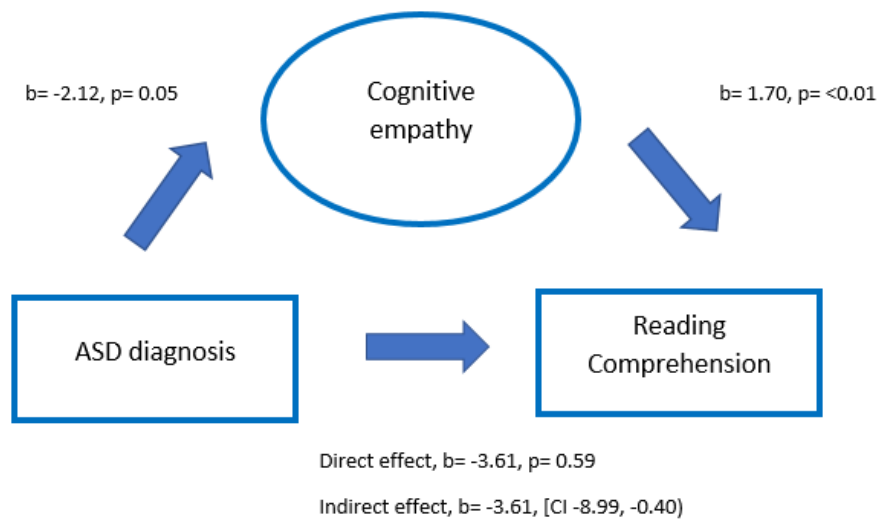 b= -2.12, p= 0.05
Cognitive
empathy
b= 1.70, p= <0.01
ASD diagnosis
Reading
Comprehension
Direct effect, b= -3.61, p= 0.59
Indirect effect, b= -3.61, [CI -8.99, -0.40)